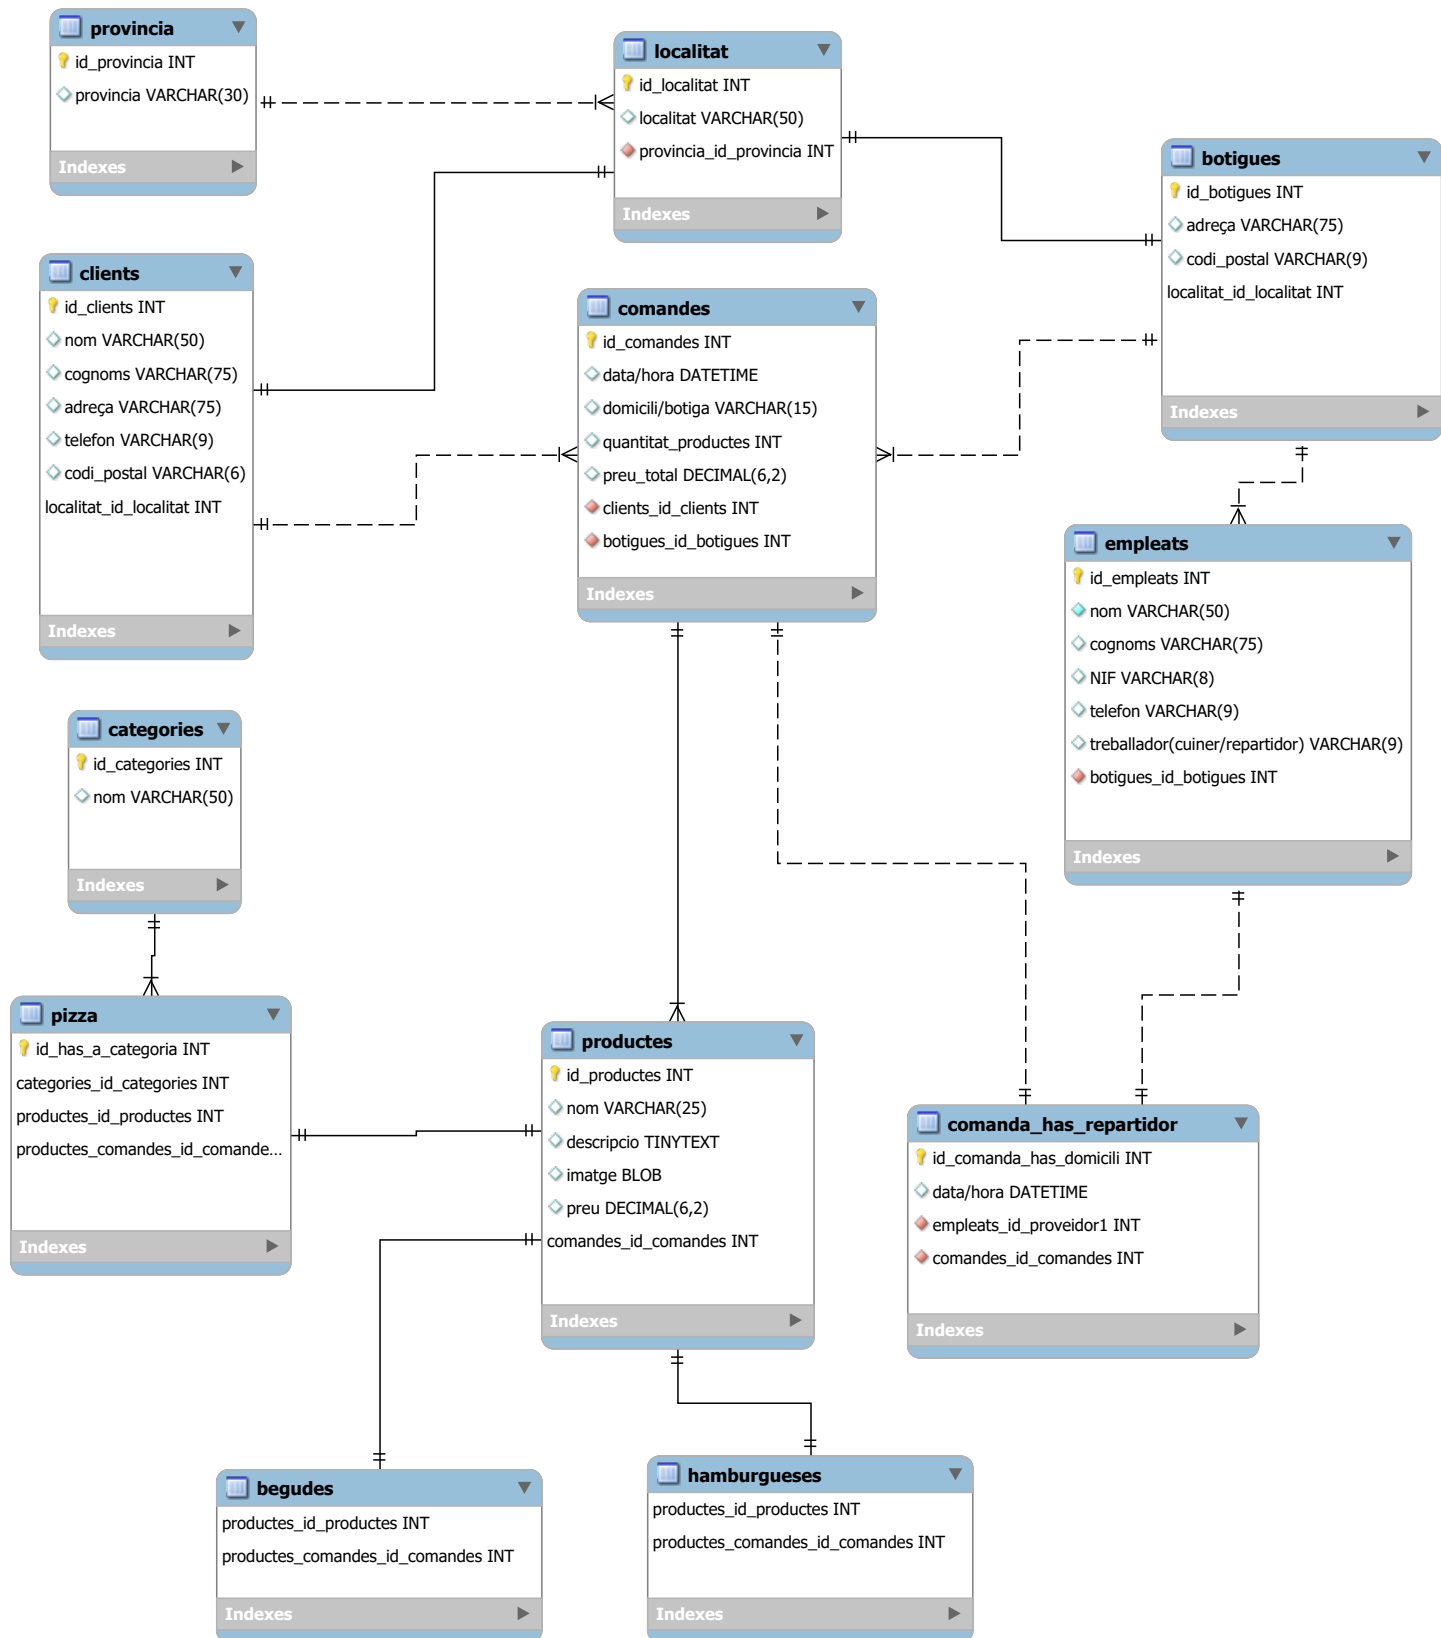 provincia
id_provincia INT
provincia VARCHAR(30)
Indexes
localitat
id_localitat INT
localitat VARCHAR(50)
provincia_id_provincia INT
Indexes
botigues
id_botigues INT
adreça VARCHAR(75)
codi_postal VARCHAR(9)
localitat_id_localitat INT
Indexes
clients
id_clients INT
nom VARCHAR(50)
cognoms VARCHAR(75)
adreça VARCHAR(75)
telefon VARCHAR(9)
codi_postal VARCHAR(6)
localitat_id_localitat INT
Indexes
comandes
id_comandes INT
data/hora DATETIME
domicili/botiga VARCHAR(15)
quantitat_productes INT
preu_total DECIMAL(6,2)
clients_id_clients INT
botigues_id_botigues INT
Indexes
empleats
id_empleats INT
nom VARCHAR(50)
cognoms VARCHAR(75)
NIF VARCHAR(8)
telefon VARCHAR(9)
treballador(cuiner/repartidor) VARCHAR(9)
botigues_id_botigues INT
Indexes
categories
id_categories INT
nom VARCHAR(50)
Indexes
pizza
id_has_a_categoria INT
categories_id_categories INT
productes_id_productes INT
productes_comandes_id_comande...
Indexes
productes
id_productes INT
nom VARCHAR(25)
descripcio TINYTEXT
imatge BLOB
preu DECIMAL(6,2)
comandes_id_comandes INT
Indexes
comanda_has_repartidor
id_comanda_has_domicili INT
data/hora DATETIME
empleats_id_proveidor1 INT
comandes_id_comandes INT
Indexes
begudes
productes_id_productes INT
productes_comandes_id_comandes INT
Indexes
hamburgueses
productes_id_productes INT
productes_comandes_id_comandes INT
Indexes